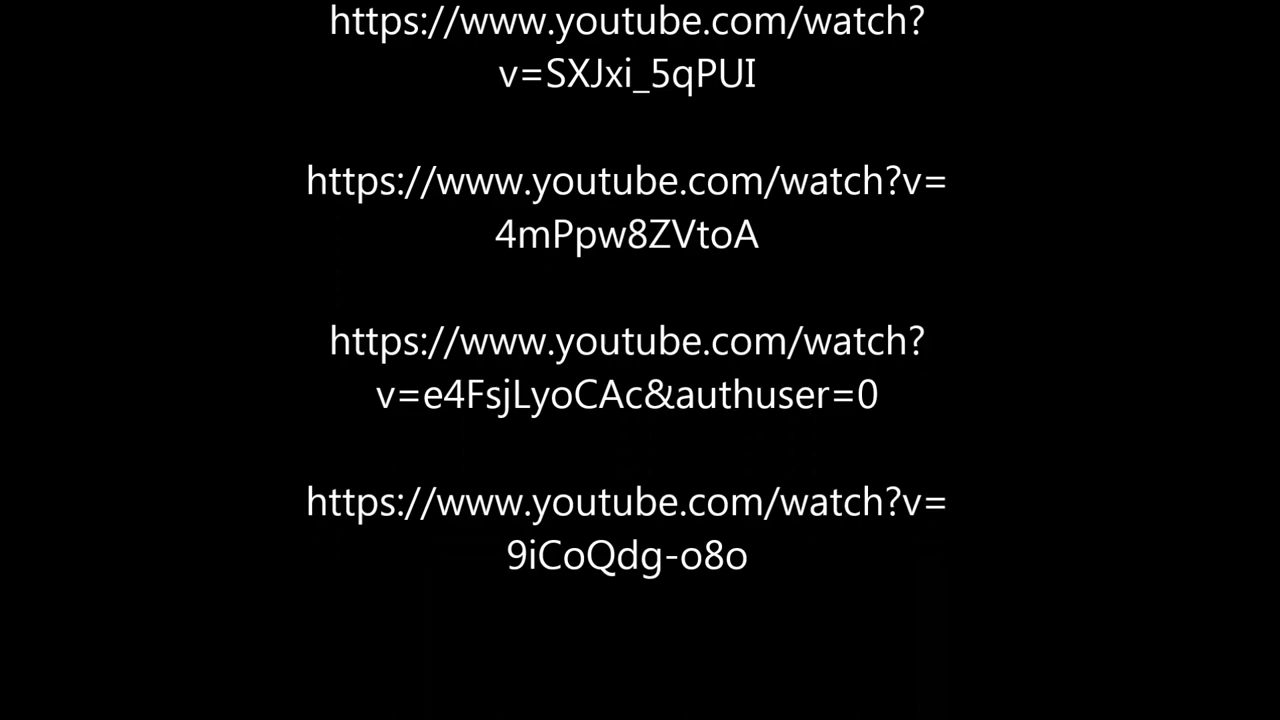 https://www.youtube.com/watch?
v=SXJxi_5qPUI
https://www.youtube.com/watch?v=
4mPpw8ZVtoA
https://www.youtube.com/watch?
v=e4FsjLyoCAc&authuser=0
https://www.youtube.com/watch?v=
9iCoQdg-o8o